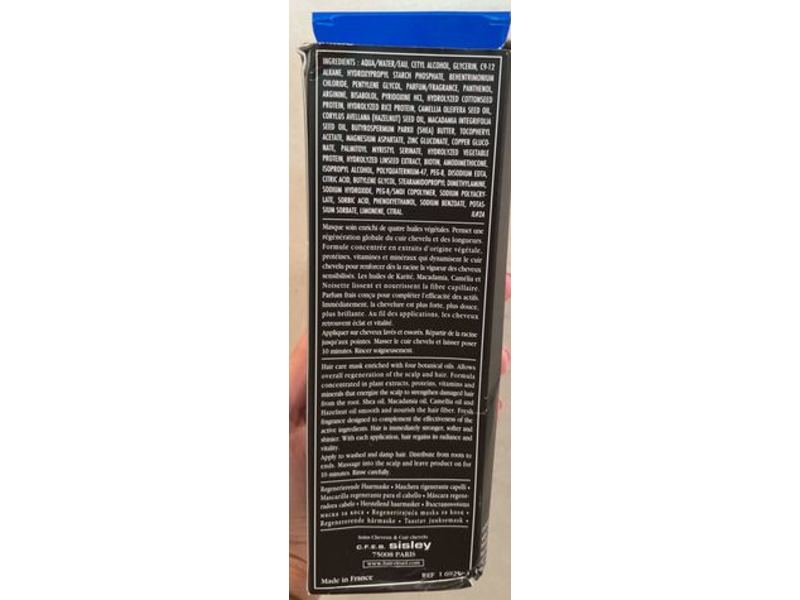 INGREDIENTS : AQUA/WATER/EAU, CETYL ALCOHOL, GLYCERIN, C9-12
ALKANE, HYDROXYPROPYL STARCH PHOSPHATE, BEHENTRIMONIUM
CHLORIDE, PENTYLENE GLYCOL, PARFUM/FRAGRANCE, PANTHENOL,
ARGININE, BISABOLOL, PYRIDOXINE HCL, HYDROLYZED COTTONSEED
PROTEIN, HYDROLYZED RICE PROTEIN, CAMELLIA OLEIFERA SEED OIL,
CORYLUS AVELLANA (HAZELNUT) SEED OIL, MACADAMIA INTEGRIFOLIA
SEED OIL, BUTYROSPERMUM PARKII (SHEA) BUTTER, TOCOPHERYL
ACETATE, MAGNESIUM ASPARTATE, ZINC GLUCONATE, COPPER GLUCO-
NATE, PALMITOYL MYRISTYL SERINATE, HYDROLYZED VEGETABLE
PROTEIN, HYDROLYZED LINSEED EXTRACT, BIOTIN, AMODIMETHICONE,
ISOPROPYL ALCOHOL, POLYQUATERNIUM-47, PEG-8, DISODIUM EDTA,
CITRIC ACID, BUTYLENE GLYCOL, STEARAMIDOPROPYL DIMETHYLAMINE,
SODIUM HYDROXIDE, PEG-8/SMDI COPOLYMER, SODIUM POLYACRY-
LATE, SORBIC ACID, PHENOXYETHANOL, SODIUM BENZOATE, POTAS-
SIUM SORBATE, LIMONENE, CITRAL.
Masque soin enrichi de quatre huiles végétales. Permet une
régénération globale du cuir chevelu et des longueurs.
Formule concentrée en extraits d'origine végétale,
protéines, vitamines et minéraux qui dynamisent le cuir
chevelu pour renforcer dès la racine la vigueur des cheveux
sensibilisés. Les huiles de Karité, Macadamia, Camélia et
Noisette lissent et nourrissent la fibre capillaire.
Parfum frais conçu pour compléter l'efficacité des actifs.
Immédiatement, la chevelure est plus forte, plus douce,
plus brillante. Au fil des applications, les cheveux
retrouvent éclat et vitalité.
Appliquer sur cheveux lavés et essorés. Répartir de la racine
jusqu'aux pointes. Masser le cuir chevelu et laisser poser
10 minutes. Rincer soigneusement.
Hair care mask enriched with four botanical oils. Allows
overall regeneration of the scalp and hair. Formula
concentrated in plant extracts, proteins, vitamins and
minerals that energize the scalp to strengthen damaged hair
from the root. Shea oil, Macadamia oil, Camellia oil and
Hazelnut oil smooth and nourish the hair fiber. Fresh
fragrance designed to complement the effectiveness of the
active ingredients. Hair is immediately stronger, softer and
shinier. With each application, hair regains its radiance and
vitality.
Apply to washed and damp hair. Distribute from roots to
ends. Massage into the scalp and leave product on for
10 minutes. Rinse carefully.
Regenerierende Haarmaske • Maschera rigenerante capelli •
Mascarilla regenerante para el cabello • Máscara regene-
radora cabelo • Herstellend haarmasker •
Regenerirajuća maska za kosu •
Regenererende hårmaske • Taastav juuksemask •
Soins Cheveux & Cuir chevelu
C.F.E.B. sisley
75008 PARIS
www.hair-rituel.com
Made in France REF